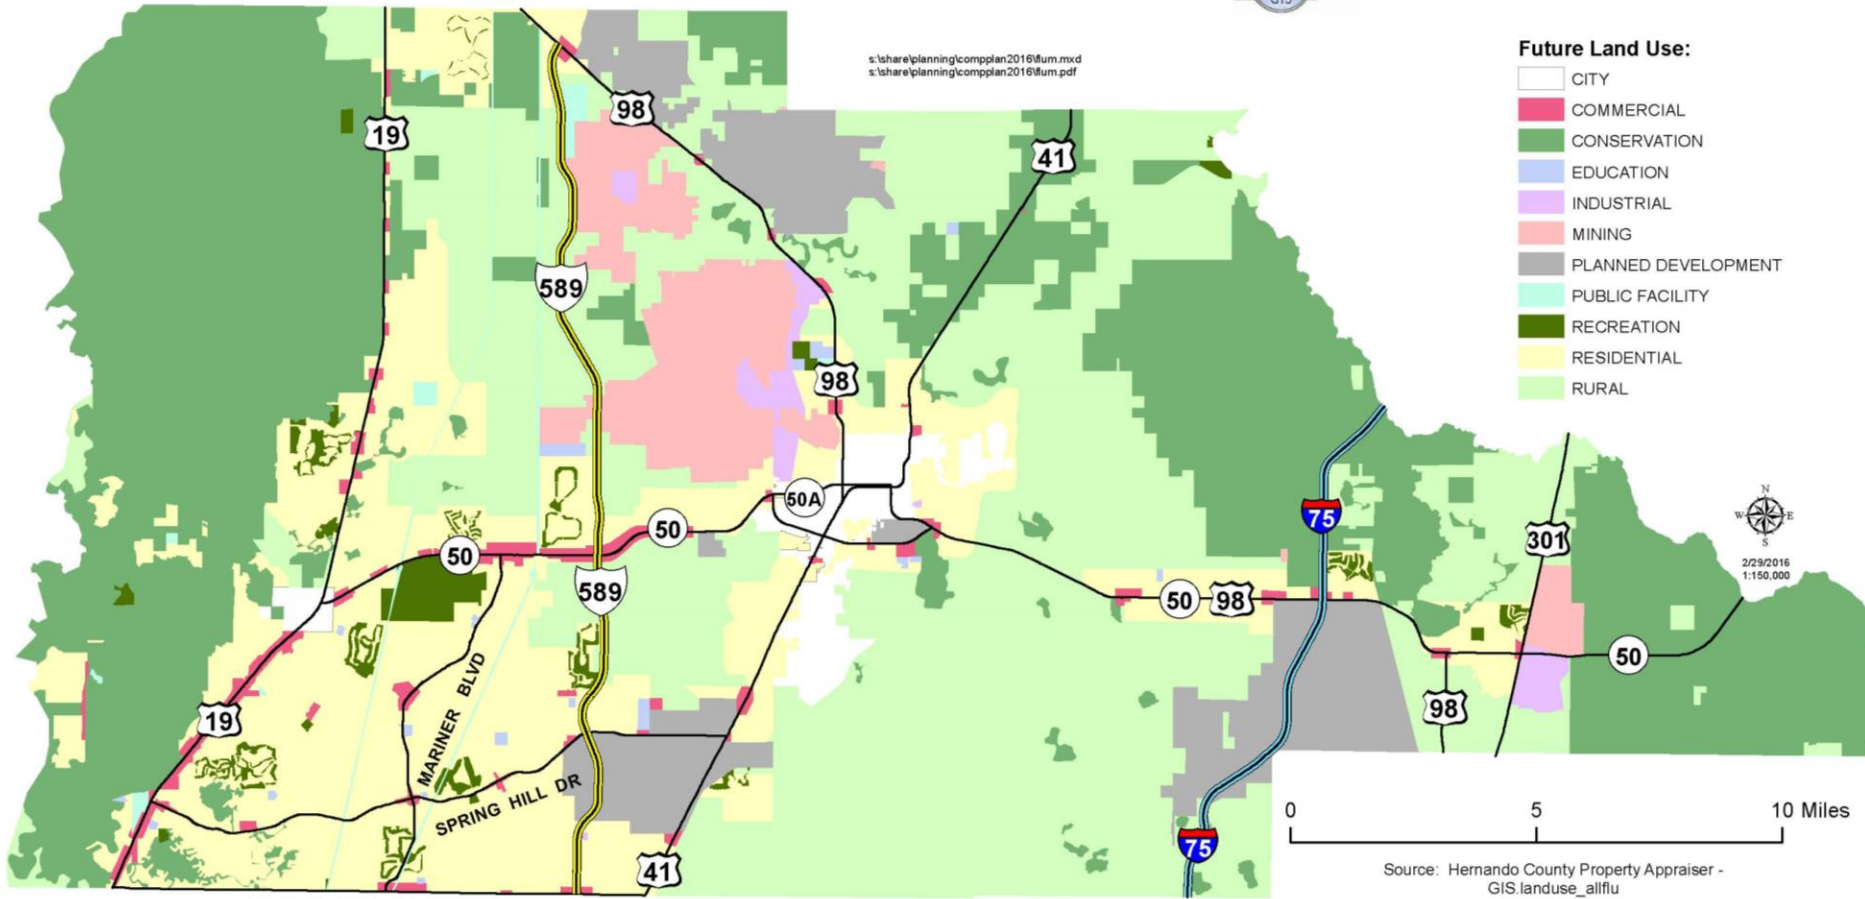 GIS
s:\share\planning\compplan2016\flum.mxd
s:\share\planning\compplan2016\flum.pdf
Future Land Use:
CITY
COMMERCIAL
CONSERVATION
EDUCATION
INDUSTRIAL
MINING
PLANNED DEVELOPMENT
PUBLIC FACILITY
RECREATION
RESIDENTIAL
RURAL
98
19
41
589
98
50A
50
50
75
301
N
W E
S
2/29/2016
1:150,000
589
50 98
50
MARINER BLVD
19
98
SPRING HILL DR
0 5 10 Miles
75
41
Source: Hernando County Property Appraiser -
GIS.landuse_allflu